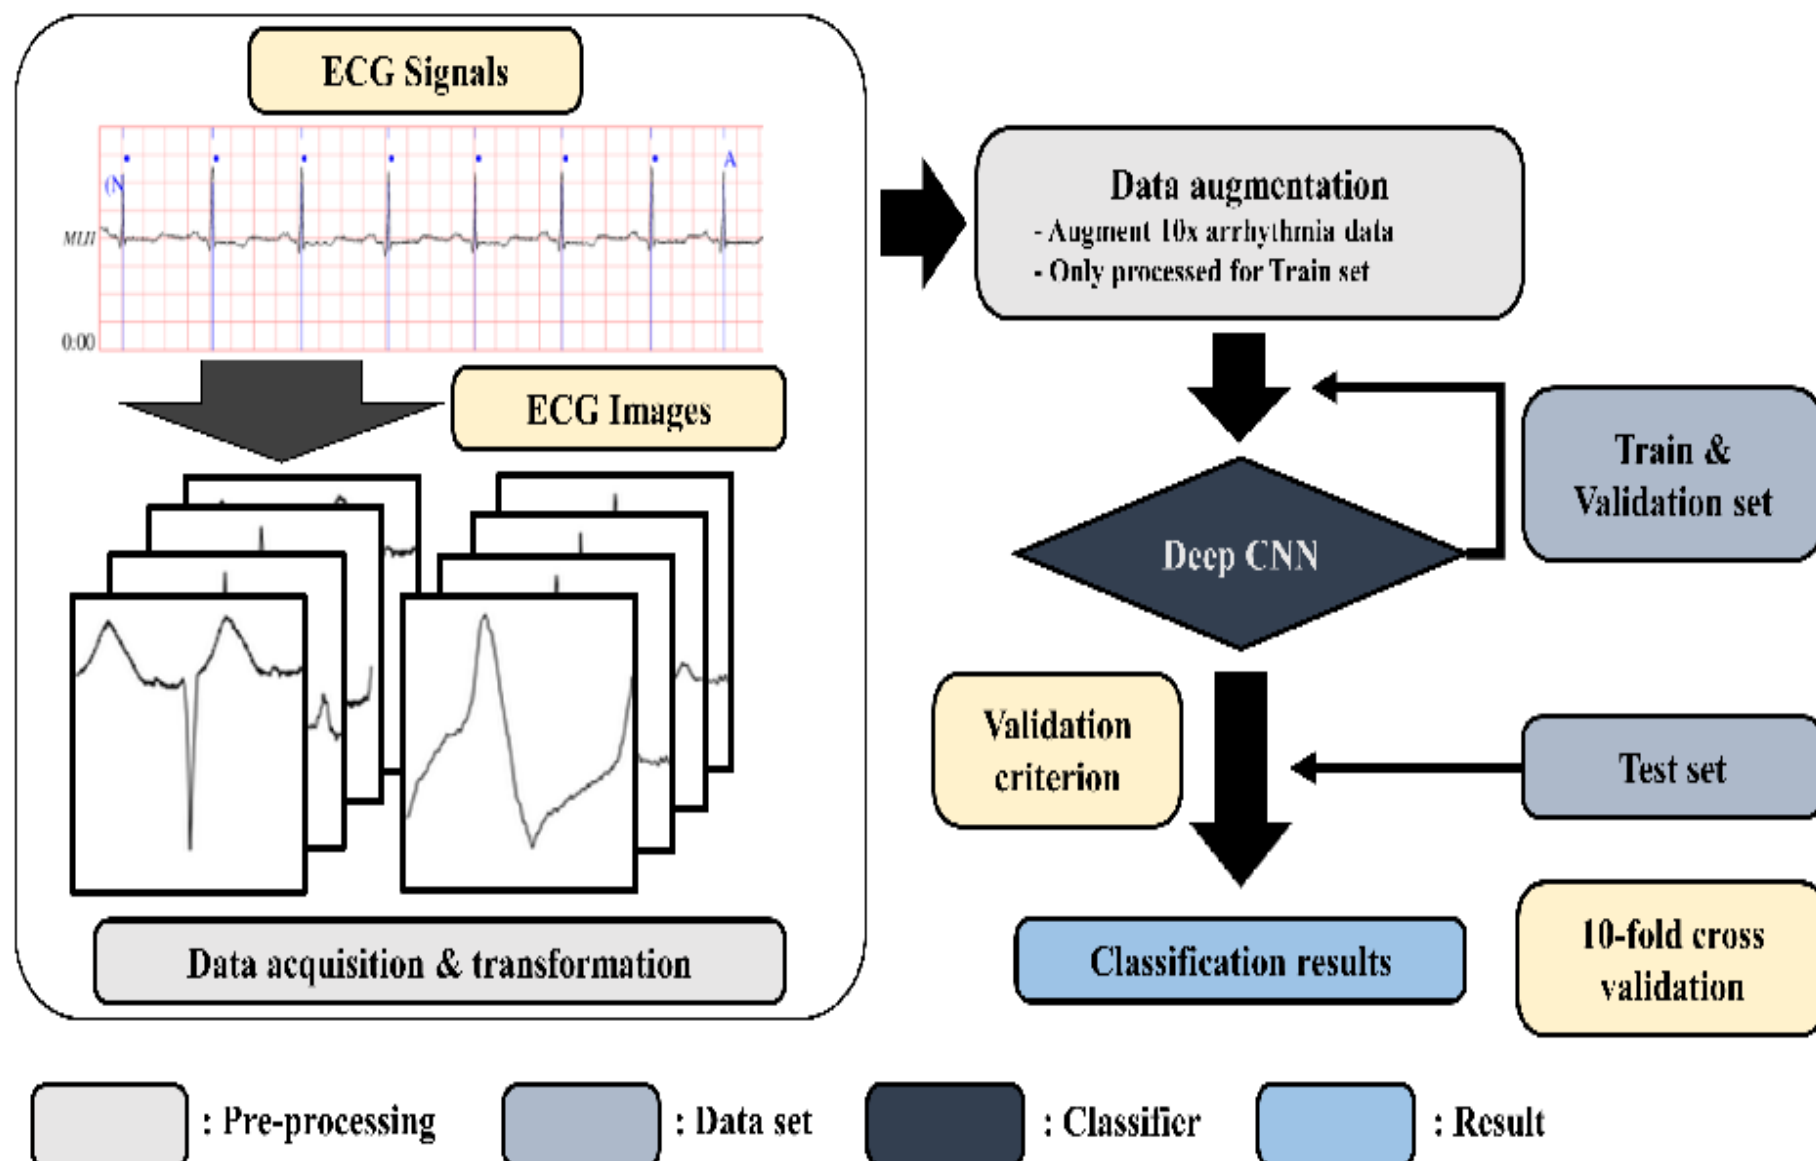 ECG Signals
(N
A
MLII
0:00
ECG Images
Data acquisition & transformation
Data augmentation
- Augment 10x arrhythmia data
- Only processed for Train set
Train &
Validation set
Deep CNN
Validation
criterion
Test set
Classification results
10-fold cross
validation
: Pre-processing
: Data set
: Classifier
: Result